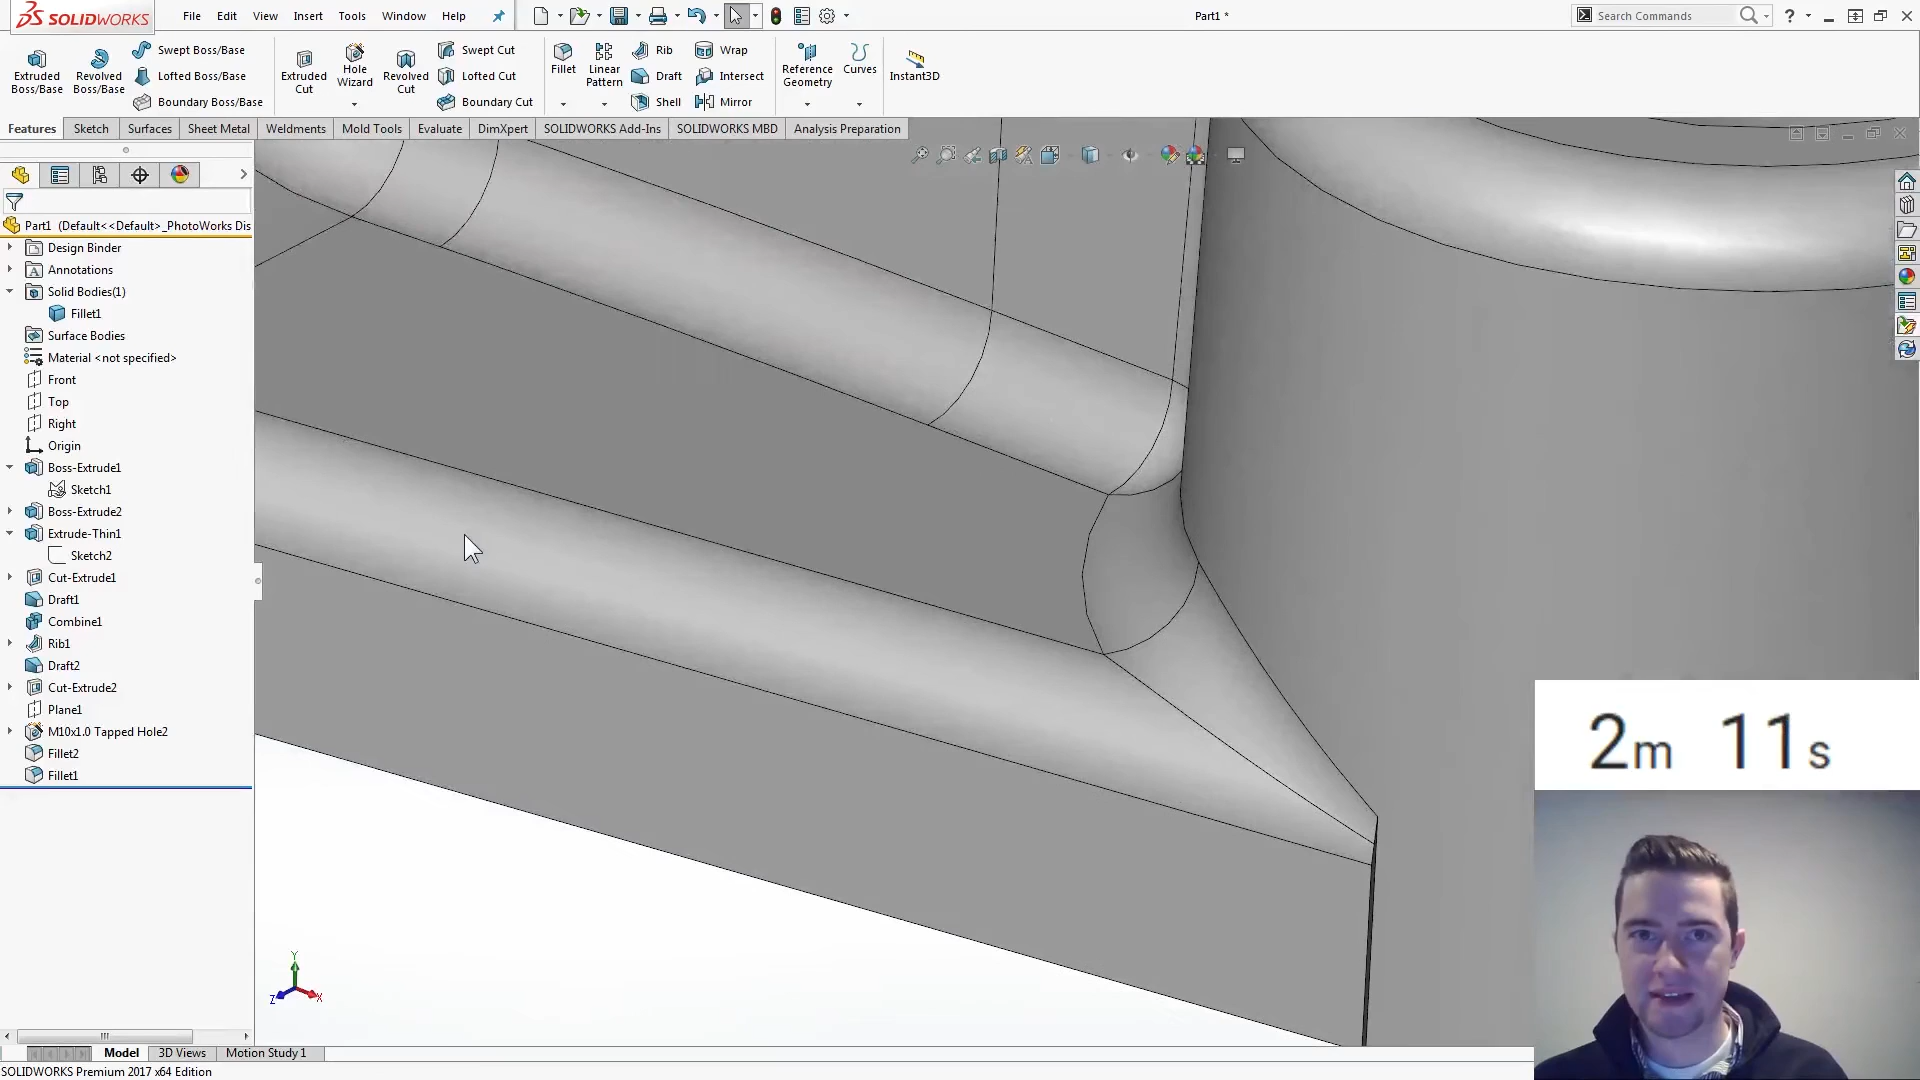 SOLIDWORKS
File Edit View Insert Tools Window Help
Part1 *
Search Commands
Extruded Boss/Base
Revolved Boss/Base
Swept Boss/Base
Lofted Boss/Base
Boundary Boss/Base
Extruded Cut
Hole Wizard
Revolved Cut
Swept Cut
Lofted Cut
Boundary Cut
Fillet
Linear Pattern
Rib
Draft
Shell
Wrap
Intersect
Mirror
Reference Geometry
Curves
Instant3D
Features Sketch Surfaces Sheet Metal Weldments Mold Tools Evaluate DimXpert SOLIDWORKS Add-Ins SOLIDWORKS MBD Analysis Preparation
Part1 (Default<<Default>_PhotoWorks Dis
Design Binder
Annotations
Solid Bodies(1)
Fillet1
Surface Bodies
Material <not specified>
Front
Top
Right
Origin
Boss-Extrude1
Sketch1
Boss-Extrude2
Extrude-Thin1
Sketch2
Cut-Extrude1
Draft1
Combine1
Rib1
Draft2
Cut-Extrude2
Plane1
M10x1.0 Tapped Hole2
Fillet2
Fillet1
Y
Z X
2m 11s
Model 3D Views Motion Study 1
SOLIDWORKS Premium 2017 x64 Edition